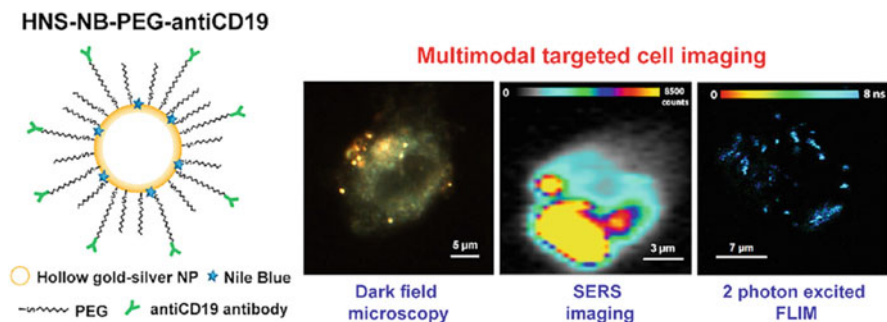 HNS-NB-PEG-antiCD19
Hollow gold-silver NP
Nile Blue
PEG
antiCD19 antibody
Multimodal targeted cell imaging
0
6500
counts
0
8 ns
5 µm
3 µm
7 µm
Dark field
microscopy
SERS
imaging
2 photon excited
FLIM